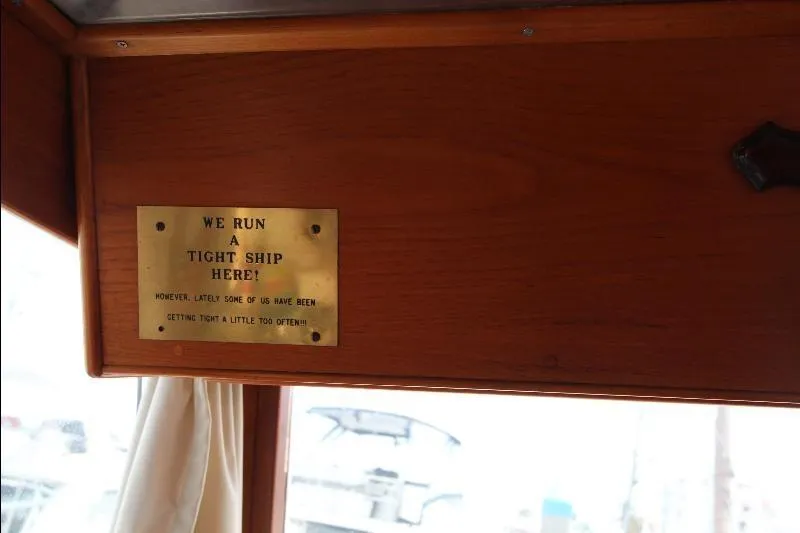 WE RUN
A
TIGHT SHIP
HERE!
HOWEVER, LATELY SOME OF US HAVE BEEN
GETTING TIGHT A LITTLE TOO OFTEN!!!